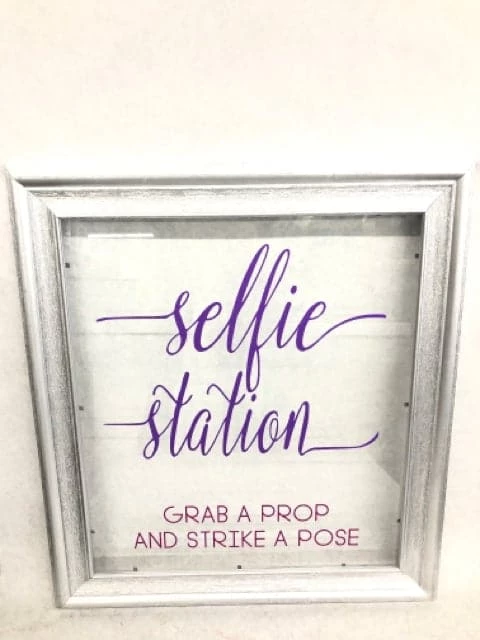 selfie
station
GRAB A PROP
AND STRIKE A POSE